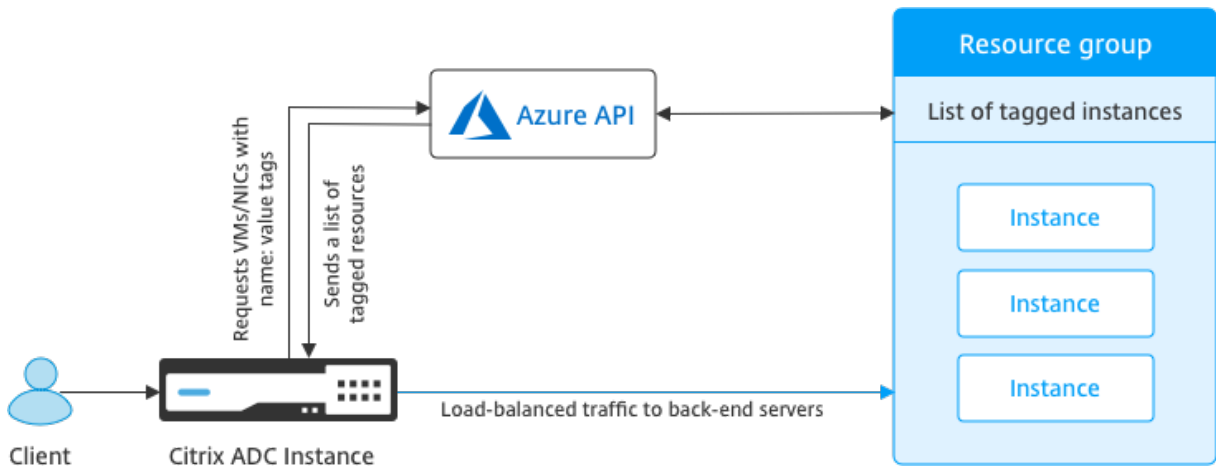 Resource group
List of tagged instances
Azure API
Requests VMs/NICs with
name: value tags
Sends a list of
tagged resources
Instance
Instance
Instance
Load-balanced traffic to back-end servers
Client
Citrix ADC Instance